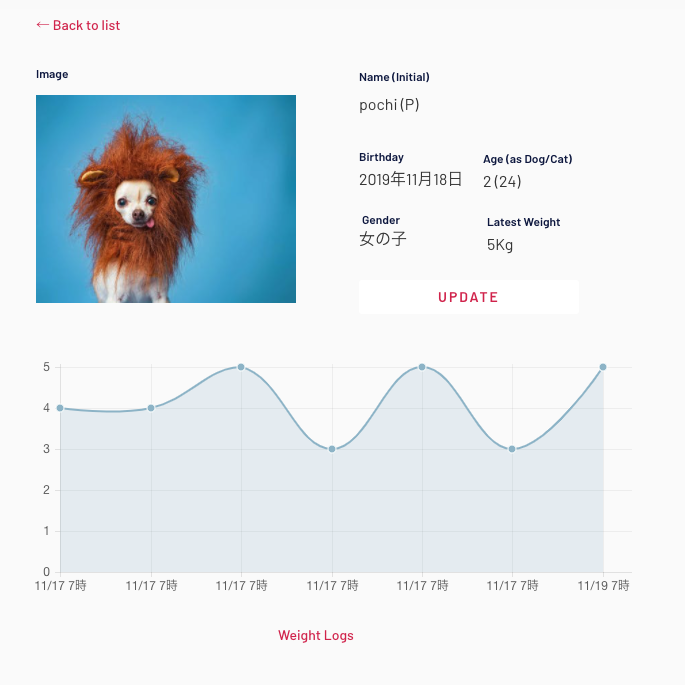 ← Back to list
Image
Name (Initial)
pochi (P)
Birthday
Age (as Dog/Cat)
2019年11月18日
2 (24)
Gender
Latest Weight
女の子
5Kg
UPDATE
5
4
3
2
1
0
11/17 7時 11/17 7時 11/17 7時 11/17 7時 11/17 7時 11/17 7時 11/19 7時
Weight Logs